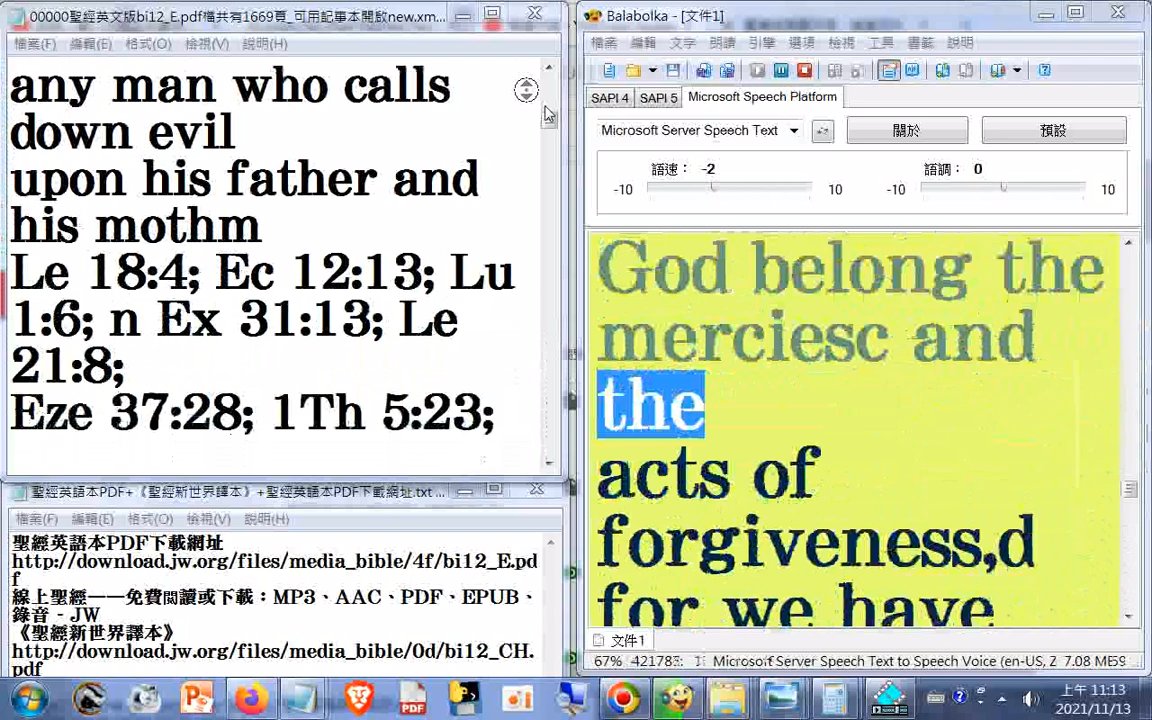 00000聖經英文版bi12_E.pdf檔共有1669頁_可用記事本開啟new.xm...
檔案(F) 編輯(E) 格式(O) 檢視(V) 說明(H)
any man who calls
down evil
upon his father and
his mothm
Le 18:4; Ec 12:13; Lu
1:6; n Ex 31:13; Le
21:8;
Eze 37:28; 1Th 5:23;
聖經英語本PDF+《聖經新世界譯本》+聖經英語本PDF下載網址.txt ...
檔案(F) 編輯(E) 格式(O) 檢視(V) 說明(H)
聖經英語本PDF下載網址
http://download.jw.org/files/media_bible/4f/bi12_E.pd
f
線上聖經——免費閱讀或下載：MP3、AAC、PDF、EPUB、
錄音 - JW
《聖經新世界譯本》
http://download.jw.org/files/media_bible/0d/bi12_CH.
pdf
Balabolka - [文件1]
檔案 編輯 文字 朗讀 引擎 選項 檢視 工具 書籤 說明
SAPI 4 SAPI 5 Microsoft Speech Platform
Microsoft Server Speech Text 關於 預設
語速： -2 語調： 0
-10 10 -10 10
God belong the
merciesc and
the
acts of
forgiveness,d
for we have
文件1
67% Microsoft Server Speech Text to Speech Voice (en-US, Z 7.08 ME
上午 11:13
2021/11/13